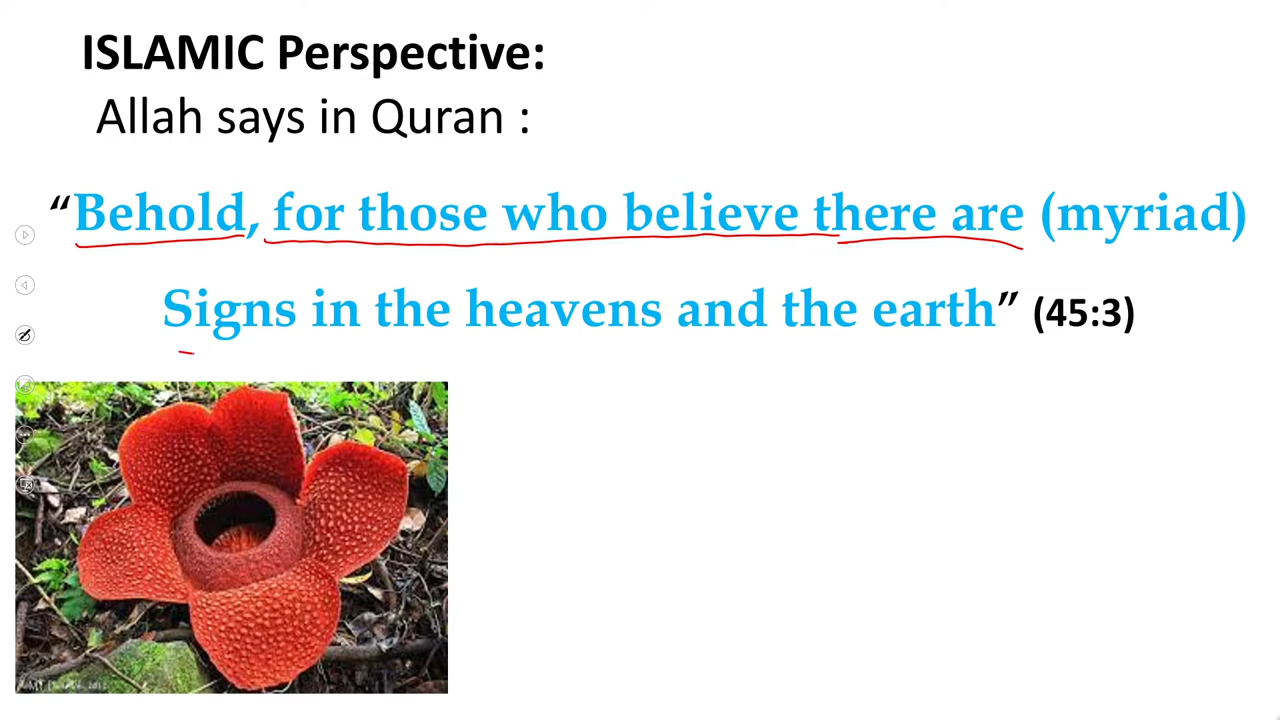 ISLAMIC Perspective:
Allah says in Quran :
“Behold, for those who believe there are (myriad)
Signs in the heavens and the earth” (45:3)